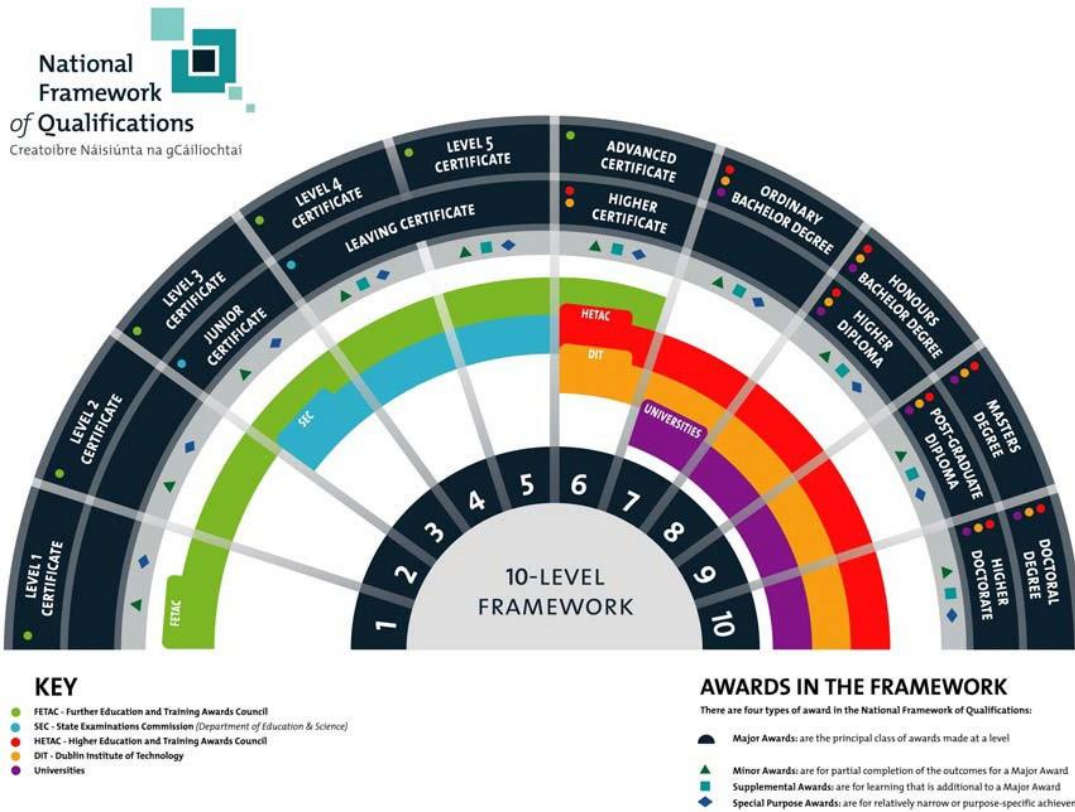 National
Framework
of Qualifications
Creatoibre Náisiúnta na gCáilíochtaí
LEVEL 1
CERTIFICATE
LEVEL 2
CERTIFICATE
LEVEL 3
CERTIFICATE
JUNIOR
CERTIFICATE
LEVEL 4
CERTIFICATE
LEVEL 5
CERTIFICATE
LEAVING CERTIFICATE
ADVANCED
CERTIFICATE
HIGHER
CERTIFICATE
ORDINARY
BACHELOR DEGREE
HONOURS
BACHELOR DEGREE
HIGHER
DIPLOMA
MASTERS
DEGREE
POST-GRADUATE
DIPLOMA
DOCTORAL
DEGREE
HIGHER
DOCTORATE
FETAC
SEC
HETAC
DIT
UNIVERSITIES
1
2
3
4
5
6
7
8
9
10
10-LEVEL
FRAMEWORK
KEY
FETAC - Further Education and Training Awards Council
SEC - State Examinations Commission (Department of Education & Science)
HETAC - Higher Education and Training Awards Council
DIT - Dublin Institute of Technology
Universities
AWARDS IN THE FRAMEWORK
There are four types of award in the National Framework of Qualifications:
Major Awards: are the principal class of awards made at a level
Minor Awards: are for partial completion of the outcomes for a Major Award
Supplemental Awards: are for learning that is additional to a Major Award
Special Purpose Awards: are for relatively narrow or purpose-specific